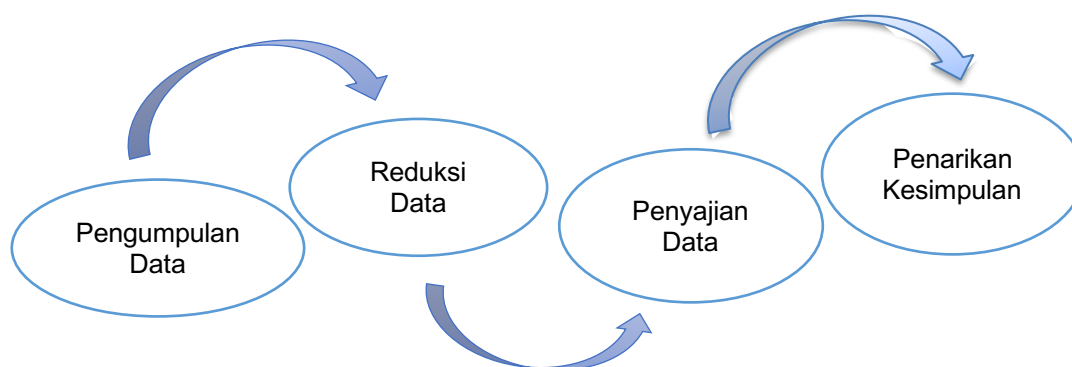 Pengumpulan
Data
Reduksi
Data
Penyajian
Data
Penarikan
Kesimpulan